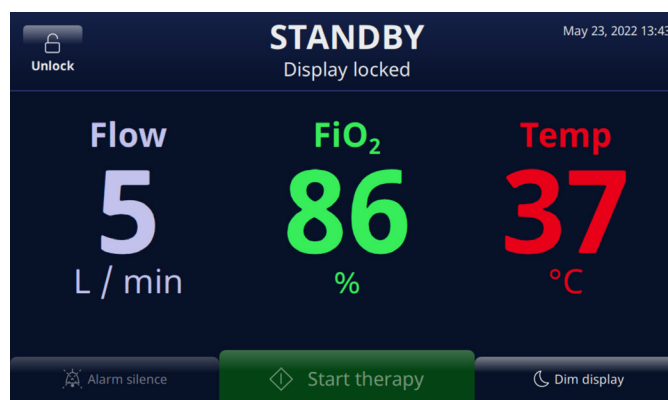 STANDBY
May 23, 2022 13:43
Unlock
Display locked
Flow
FiO₂
Temp
5
86
37
L / min
%
°C
Alarm silence
Start therapy
Dim display